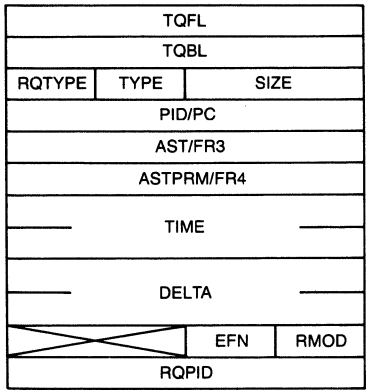 TQFL
TQBL
RQTYPE TYPE SIZE
PID/PC
AST/FR3
ASTPRM/FR4
TIME
DELTA
EFN RMOD
RQPID